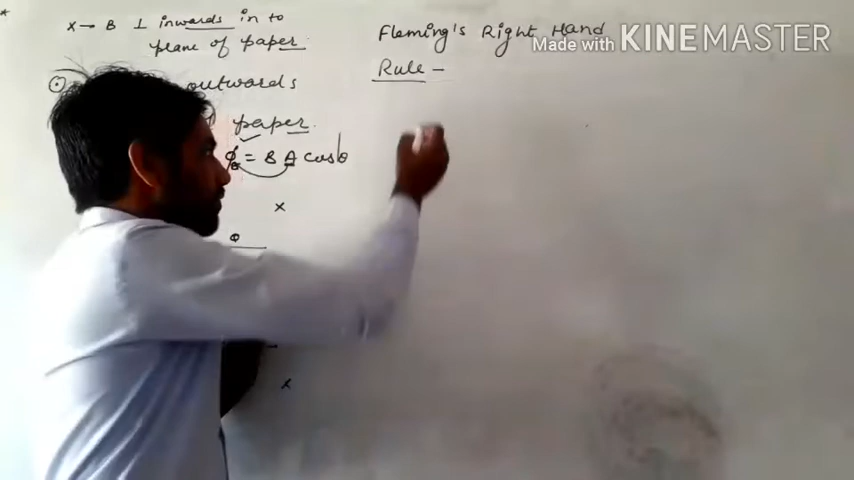 x → B ⊥ inwards in to
plane of paper.
⊙ outwards
paper.
ϕ = B A cosθ
x
x
Fleming's Right Hand
Rule -
Made with KINEMASTER